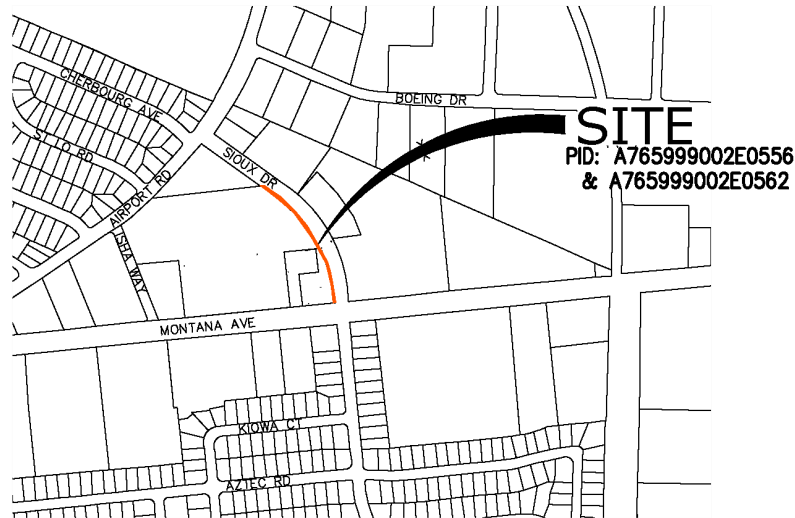 CHERBOURG AVE
BOEING DR
SITE
PID: A765999002E0556
& A765999002E0562
ST LO RD
SIOUX DR
AIRPORT RD
ISHA WAY
MONTANA AVE
KIOWA CT
AZTEC RD